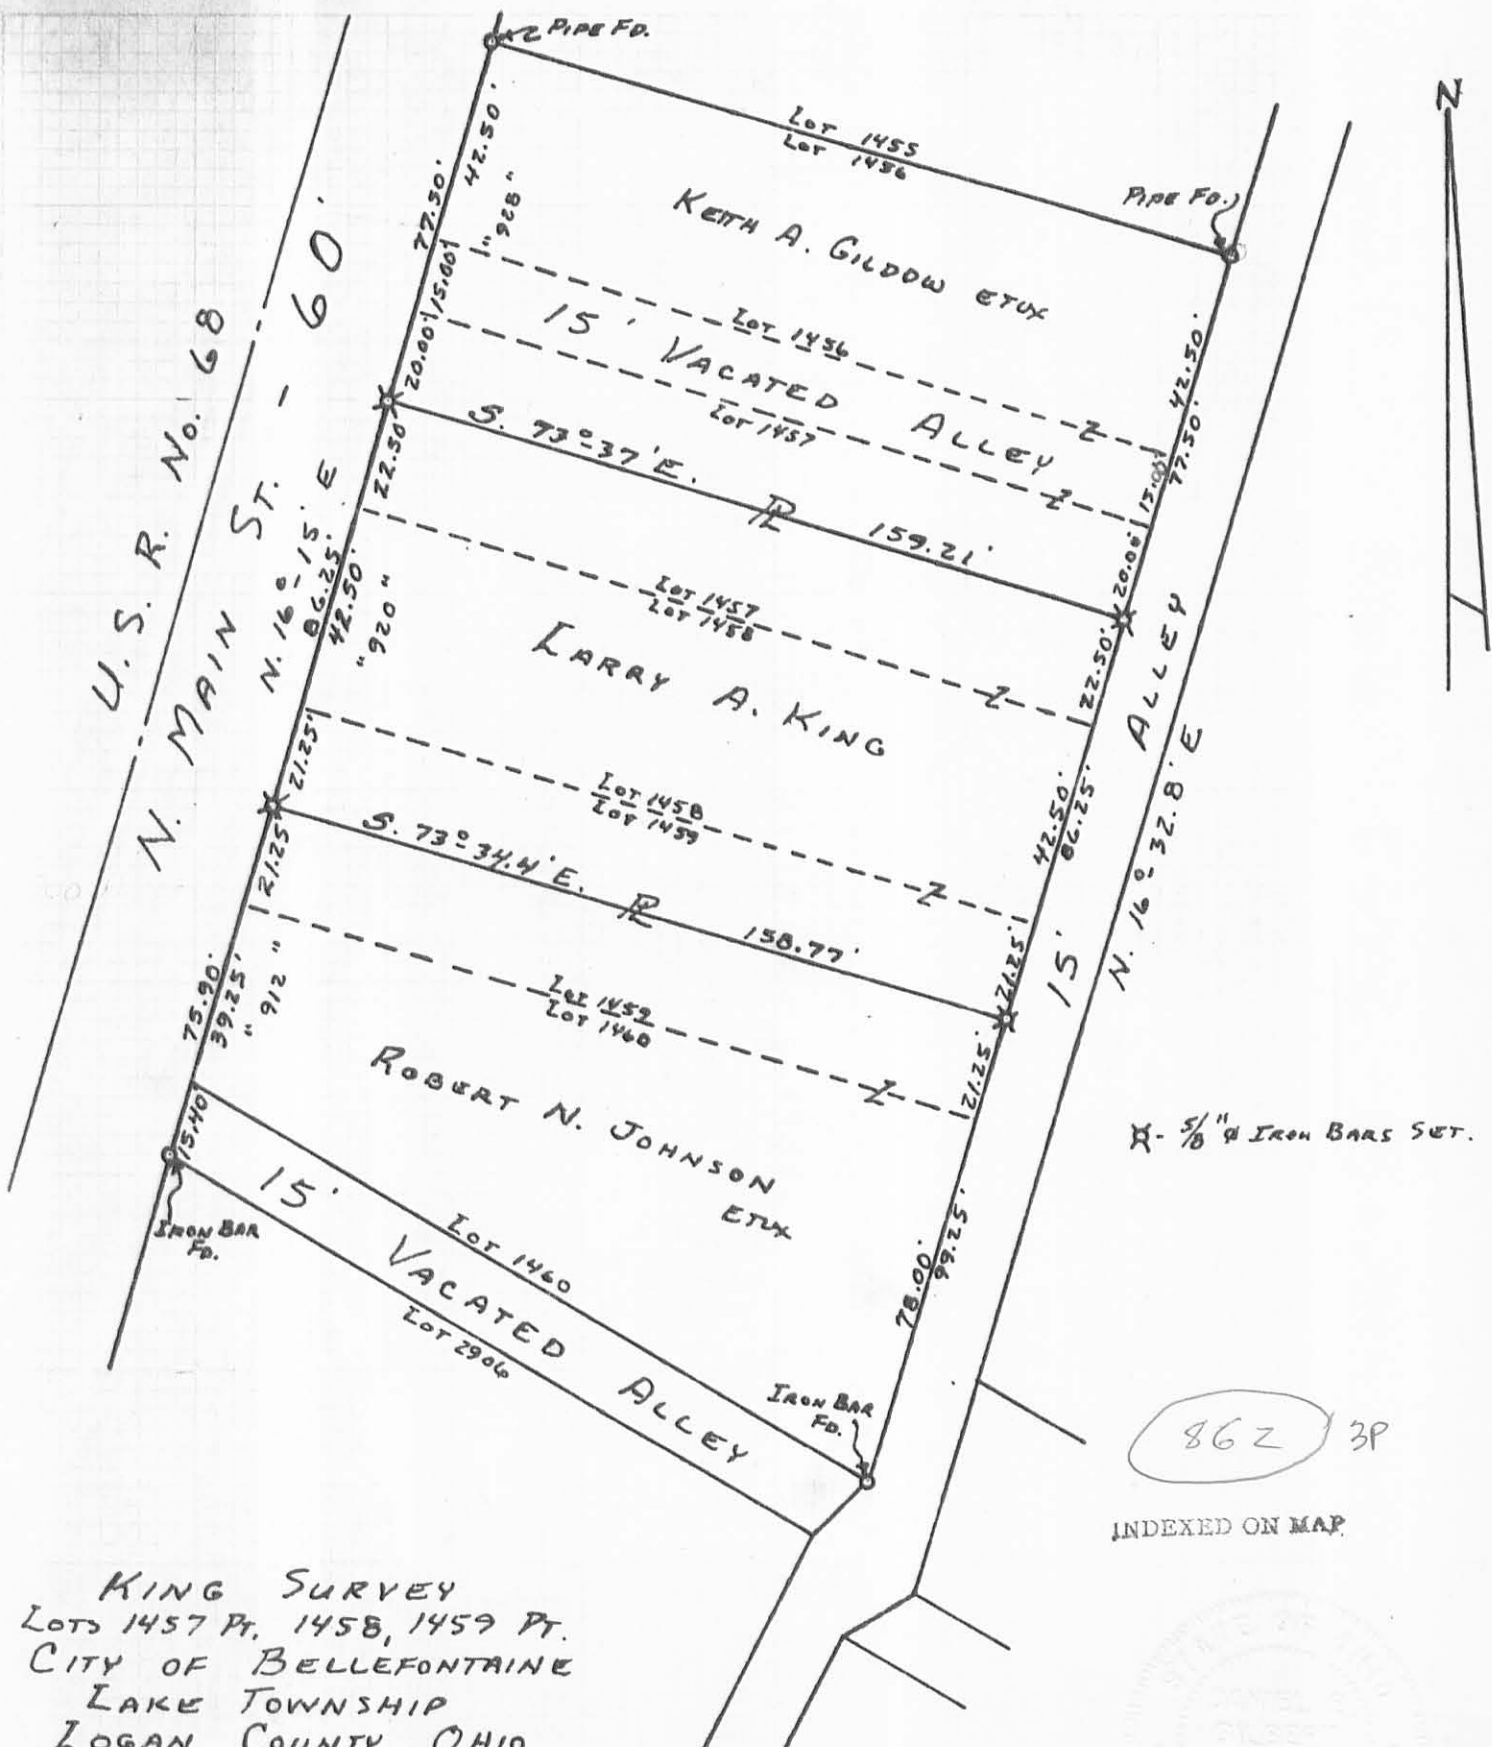 PIPE FD.
N
42.50'
77.50'
"928"
LOT 1455
LOT 1456
PIPE FD.
KEITH A. GILDOW ETUX
15.00'
LOT 1456
15' VACATED ALLEY
LOT 1457
20.00'
42.50'
77.50'
15.00'
20.00'
U.S.R. No. 68
N. MAIN ST. - 60'
S. 73°37'E. PL 159.21'
22.50'
N. 16°-15' E
86.25'
42.50'
"920"
LOT 1457
LOT 1458
22.50'
LARRY A. KING
15' ALLEY
N. 16° 32.8' E
42.50'
86.25'
21.25'
LOT 1458
LOT 1459
21.25'
S. 73°34.4'E. PL 158.77'
21.25'
75.90'
39.25'
"912"
LOT 1459
LOT 1460
21.25'
ROBERT N. JOHNSON
ETUX
15.40'
IRON BAR
FD.
LOT 1460
15' VACATED ALLEY
LOT 2906
78.00'
99.25'
IRON BAR
FD.
5/8"ø IRON BARS SET.
862 3P
INDEXED ON MAP
KING SURVEY
LOTS 1457 PT. 1458, 1459 PT.
CITY OF BELLEFONTAINE
LAKE TOWNSHIP
LOGAN COUNTY OHIO